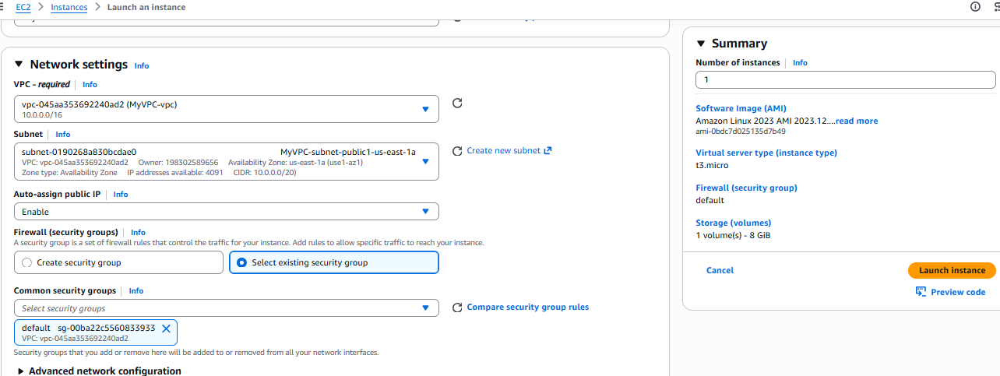 EC2 > Instances > Launch an instance
Network settings Info
VPC - required Info
vpc-045aa353692240ad2 (MyVPC-vpc)
10.0.0.0/16
Subnet Info
subnet-0190268a830bcdae0 MyVPC-subnet-public1-us-east-1a
VPC: vpc-045aa353692240ad2 Owner: 198302589656 Availability Zone: us-east-1a (use1-az1)
Zone type: Availability Zone IP addresses available: 4091 CIDR: 10.0.0.0/20)
Create new subnet
Auto-assign public IP Info
Enable
Firewall (security groups) Info
A security group is a set of firewall rules that control the traffic for your instance. Add rules to allow specific traffic to reach your instance.
Create security group
Select existing security group
Common security groups Info
Select security groups
Compare security group rules
default sg-00ba22c5560833933
VPC: vpc-045aa353692240ad2
Security groups that you add or remove here will be added to or removed from all your network interfaces.
Advanced network configuration
Summary
Number of instances Info
1
Software Image (AMI)
Amazon Linux 2023 AMI 2023.12....read more
ami-0bdc7d025135d7b49
Virtual server type (instance type)
t3.micro
Firewall (security group)
default
Storage (volumes)
1 volume(s) - 8 GiB
Cancel
Launch instance
Preview code